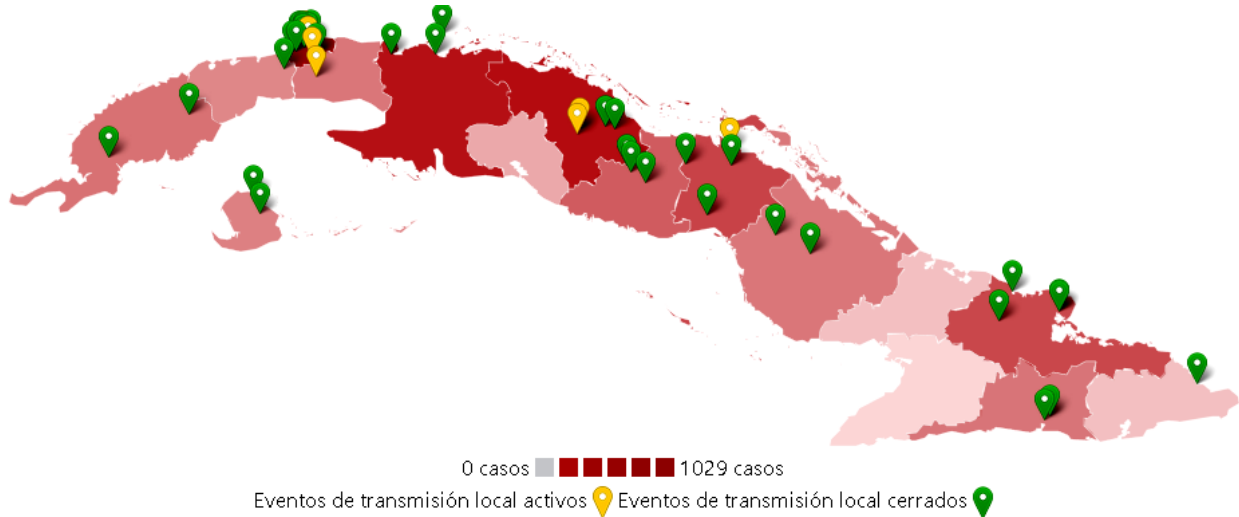 0 casos 1029 casos
Eventos de transmisión local activos Eventos de transmisión local cerrados